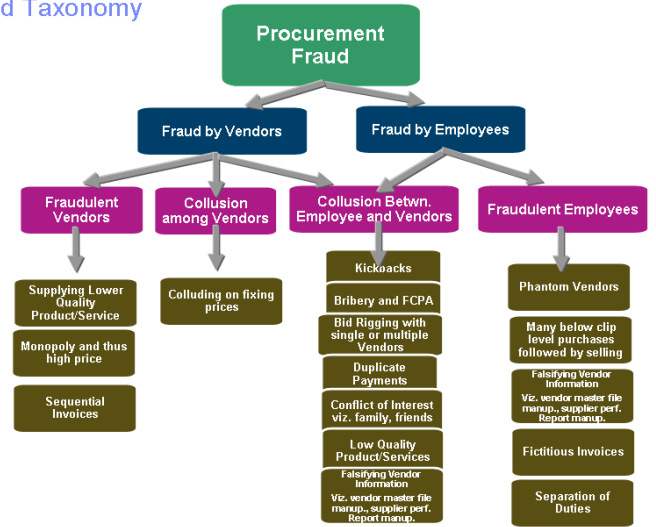 d Taxonomy
Procurement
Fraud
Fraud by Vendors
Fraud by Employees
Fraudulent
Vendors
Collusion
among Vendors
Collusion Betwn.
Employee and Vendors
Fraudulent Employees
Supplying Lower
Quality
Product/Service
Monopoly and thus
high price
Sequential
Invoices
Colluding on fixing
prices
Kickbacks
Bribery and FCPA
Bid Rigging with
single or multiple
Vendors
Duplicate
Payments
Conflict of Interest
viz. family, friends
Low Quality
Product/Services
Falsifying Vendor
Information
Viz. vendor master file
manup., supplier perf.
Report manup.
Phantom Vendors
Many below clip
level purchases
followed by selling
Falsifying Vendor
Information
Viz. vendor master file
manup., supplier perf.
Report manup.
Fictitious Invoices
Separation of
Duties